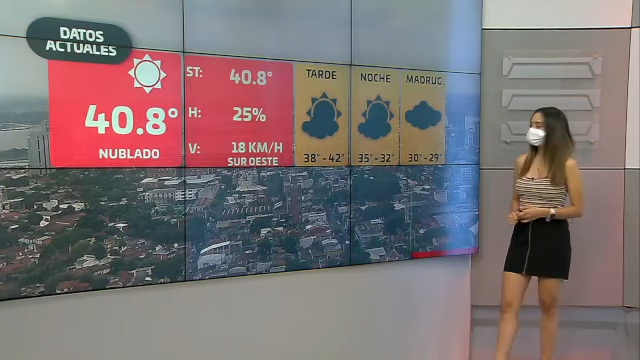 DATOS
ACTUALES
40.8°
NUBLADO
ST: 40.8°
H: 25%
V: 18 KM/H
SUR OESTE
TARDE
38° - 42°
NOCHE
35° - 32°
MADRUG.
30° - 29°